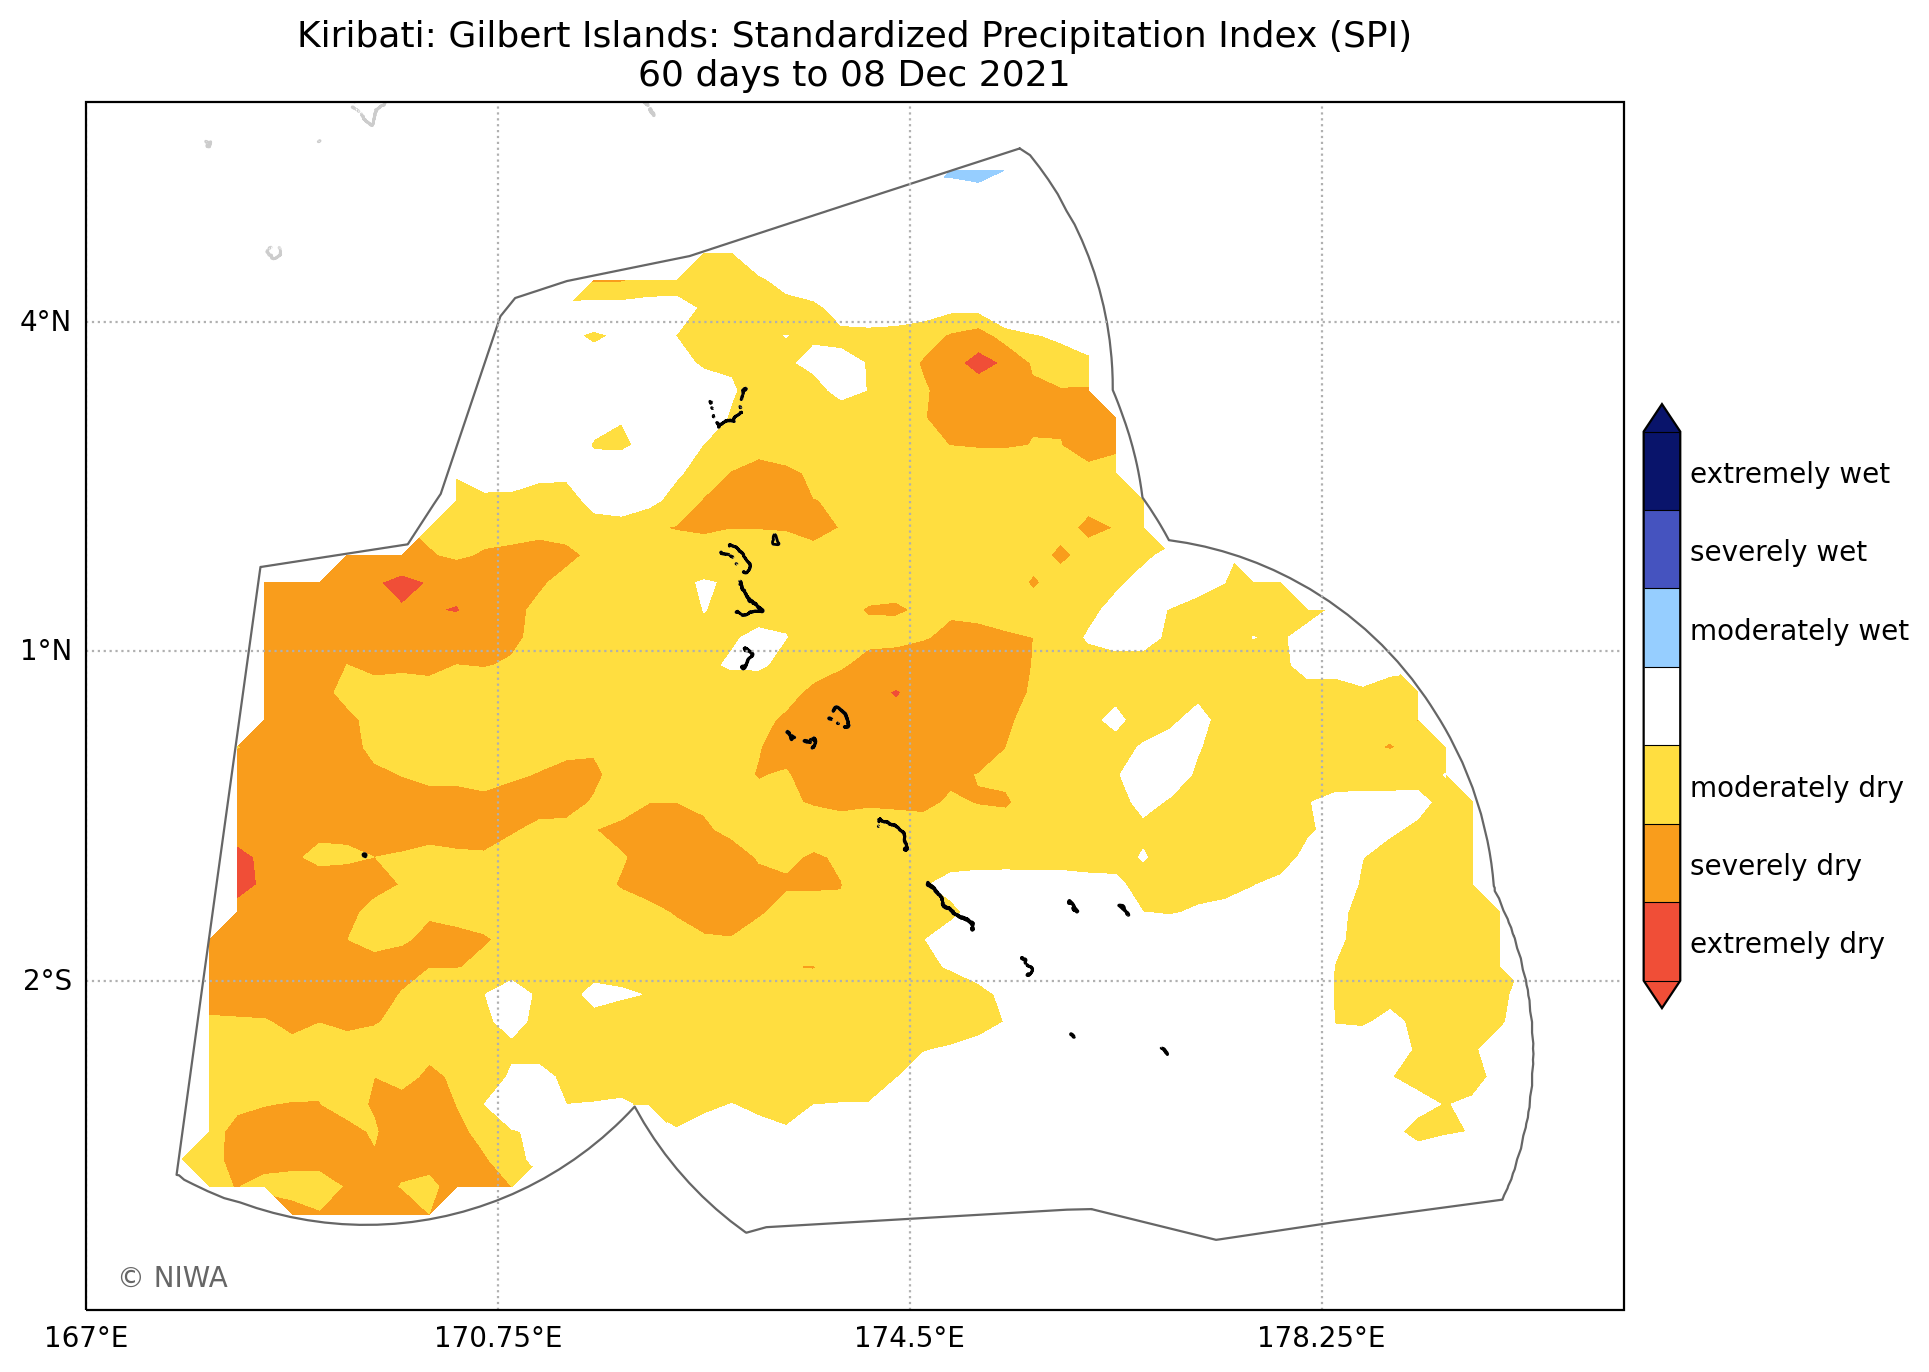 Kiribati: Gilbert Islands: Standardized Precipitation Index (SPI)
60 days to 08 Dec 2021
4°N
1°N
2°S
167°E
170.75°E
174.5°E
178.25°E
extremely wet
severely wet
moderately wet
moderately dry
severely dry
extremely dry
© NIWA